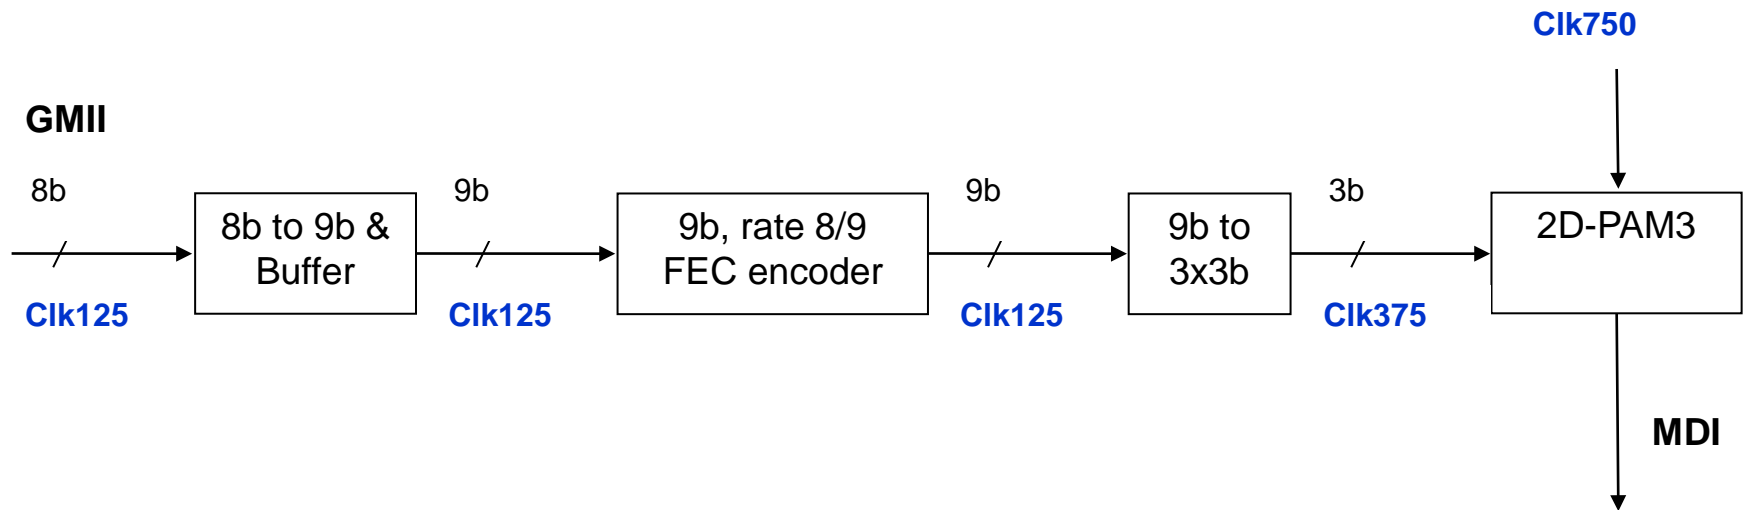 Clk750
GMII
8b
9b
9b
3b
8b to 9b &
Buffer
9b, rate 8/9
FEC encoder
9b to
3x3b
2D-PAM3
Clk125
Clk125
Clk125
Clk375
MDI